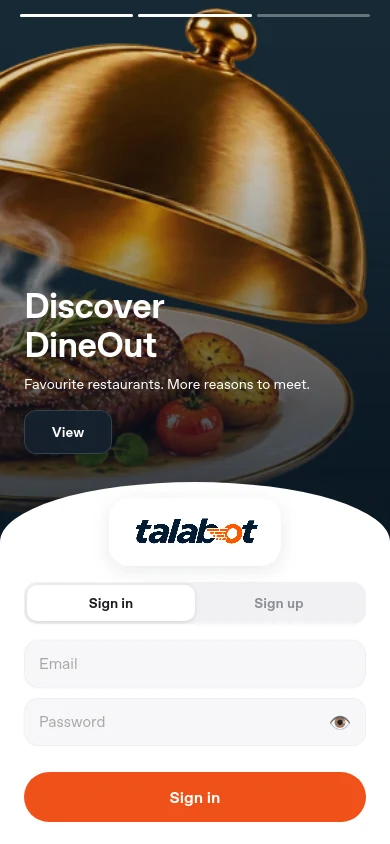 Discover
DineOut
Favourite restaurants. More reasons to meet.
View
talabot
Sign in
Sign up
Email
Password
Sign in